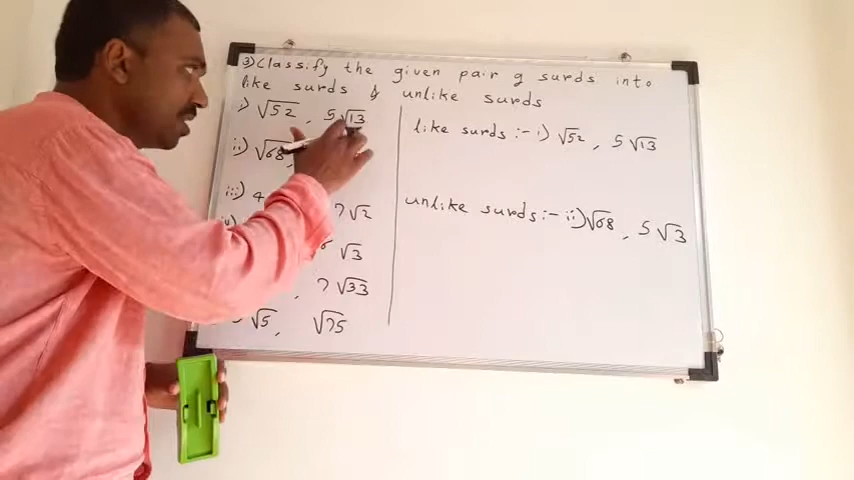 3) Classify the given pair of surds into
like surds & unlike surds
i) √52 , 5√13
ii) √68
iii) 4 7√2
iv) √3
, 7√33
√5 , √75
like surds :- i) √52 , 5√13
unlike surds :- ii) √68 , 5√3